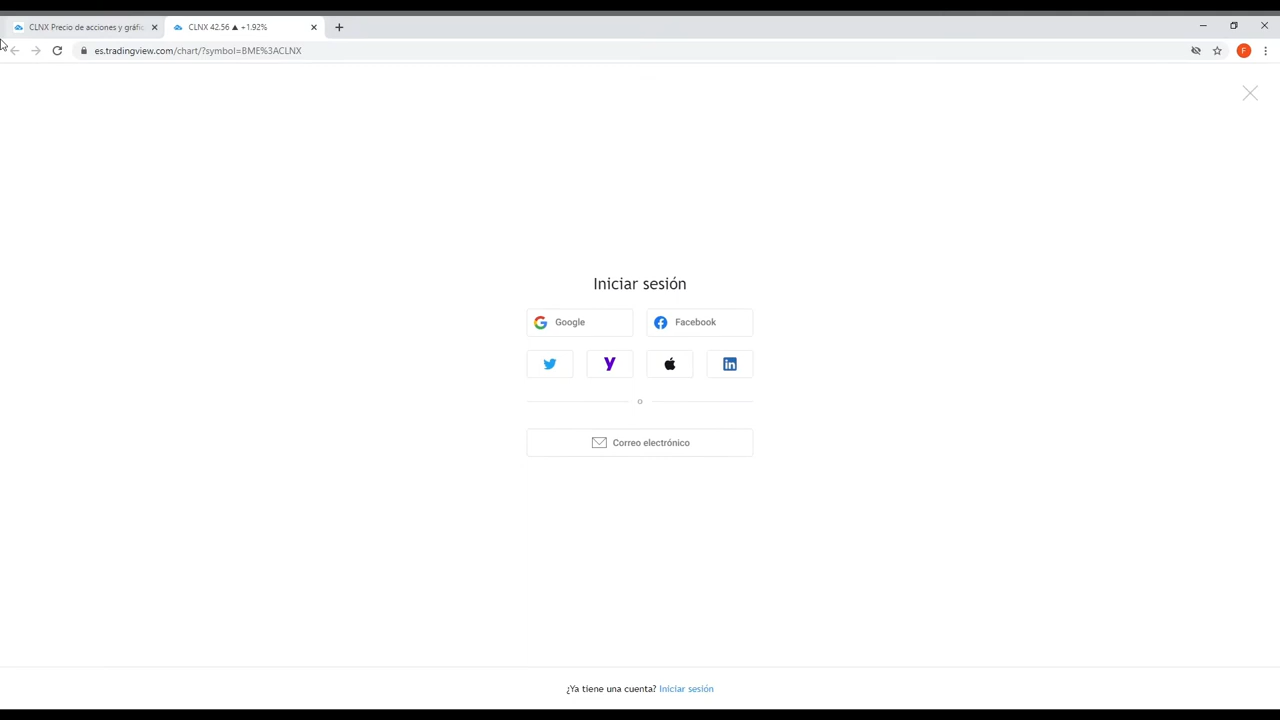 CLNX Precio de acciones y gráfi
CLNX 42.56 ▲ +1.92%
es.tradingview.com/chart/?symbol=BME%3ACLNX
F
Iniciar sesión
Google
Facebook
o
Correo electrónico
¿Ya tiene una cuenta? Iniciar sesión